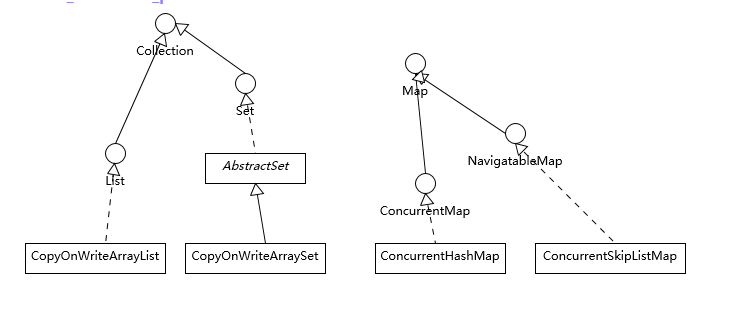 Collection
Map
Set
NavigatableMap
AbstractSet
List
ConcurrentMap
CopyOnWriteArrayList
CopyOnWriteArraySet
ConcurrentHashMap
ConcurrentSkipListMap